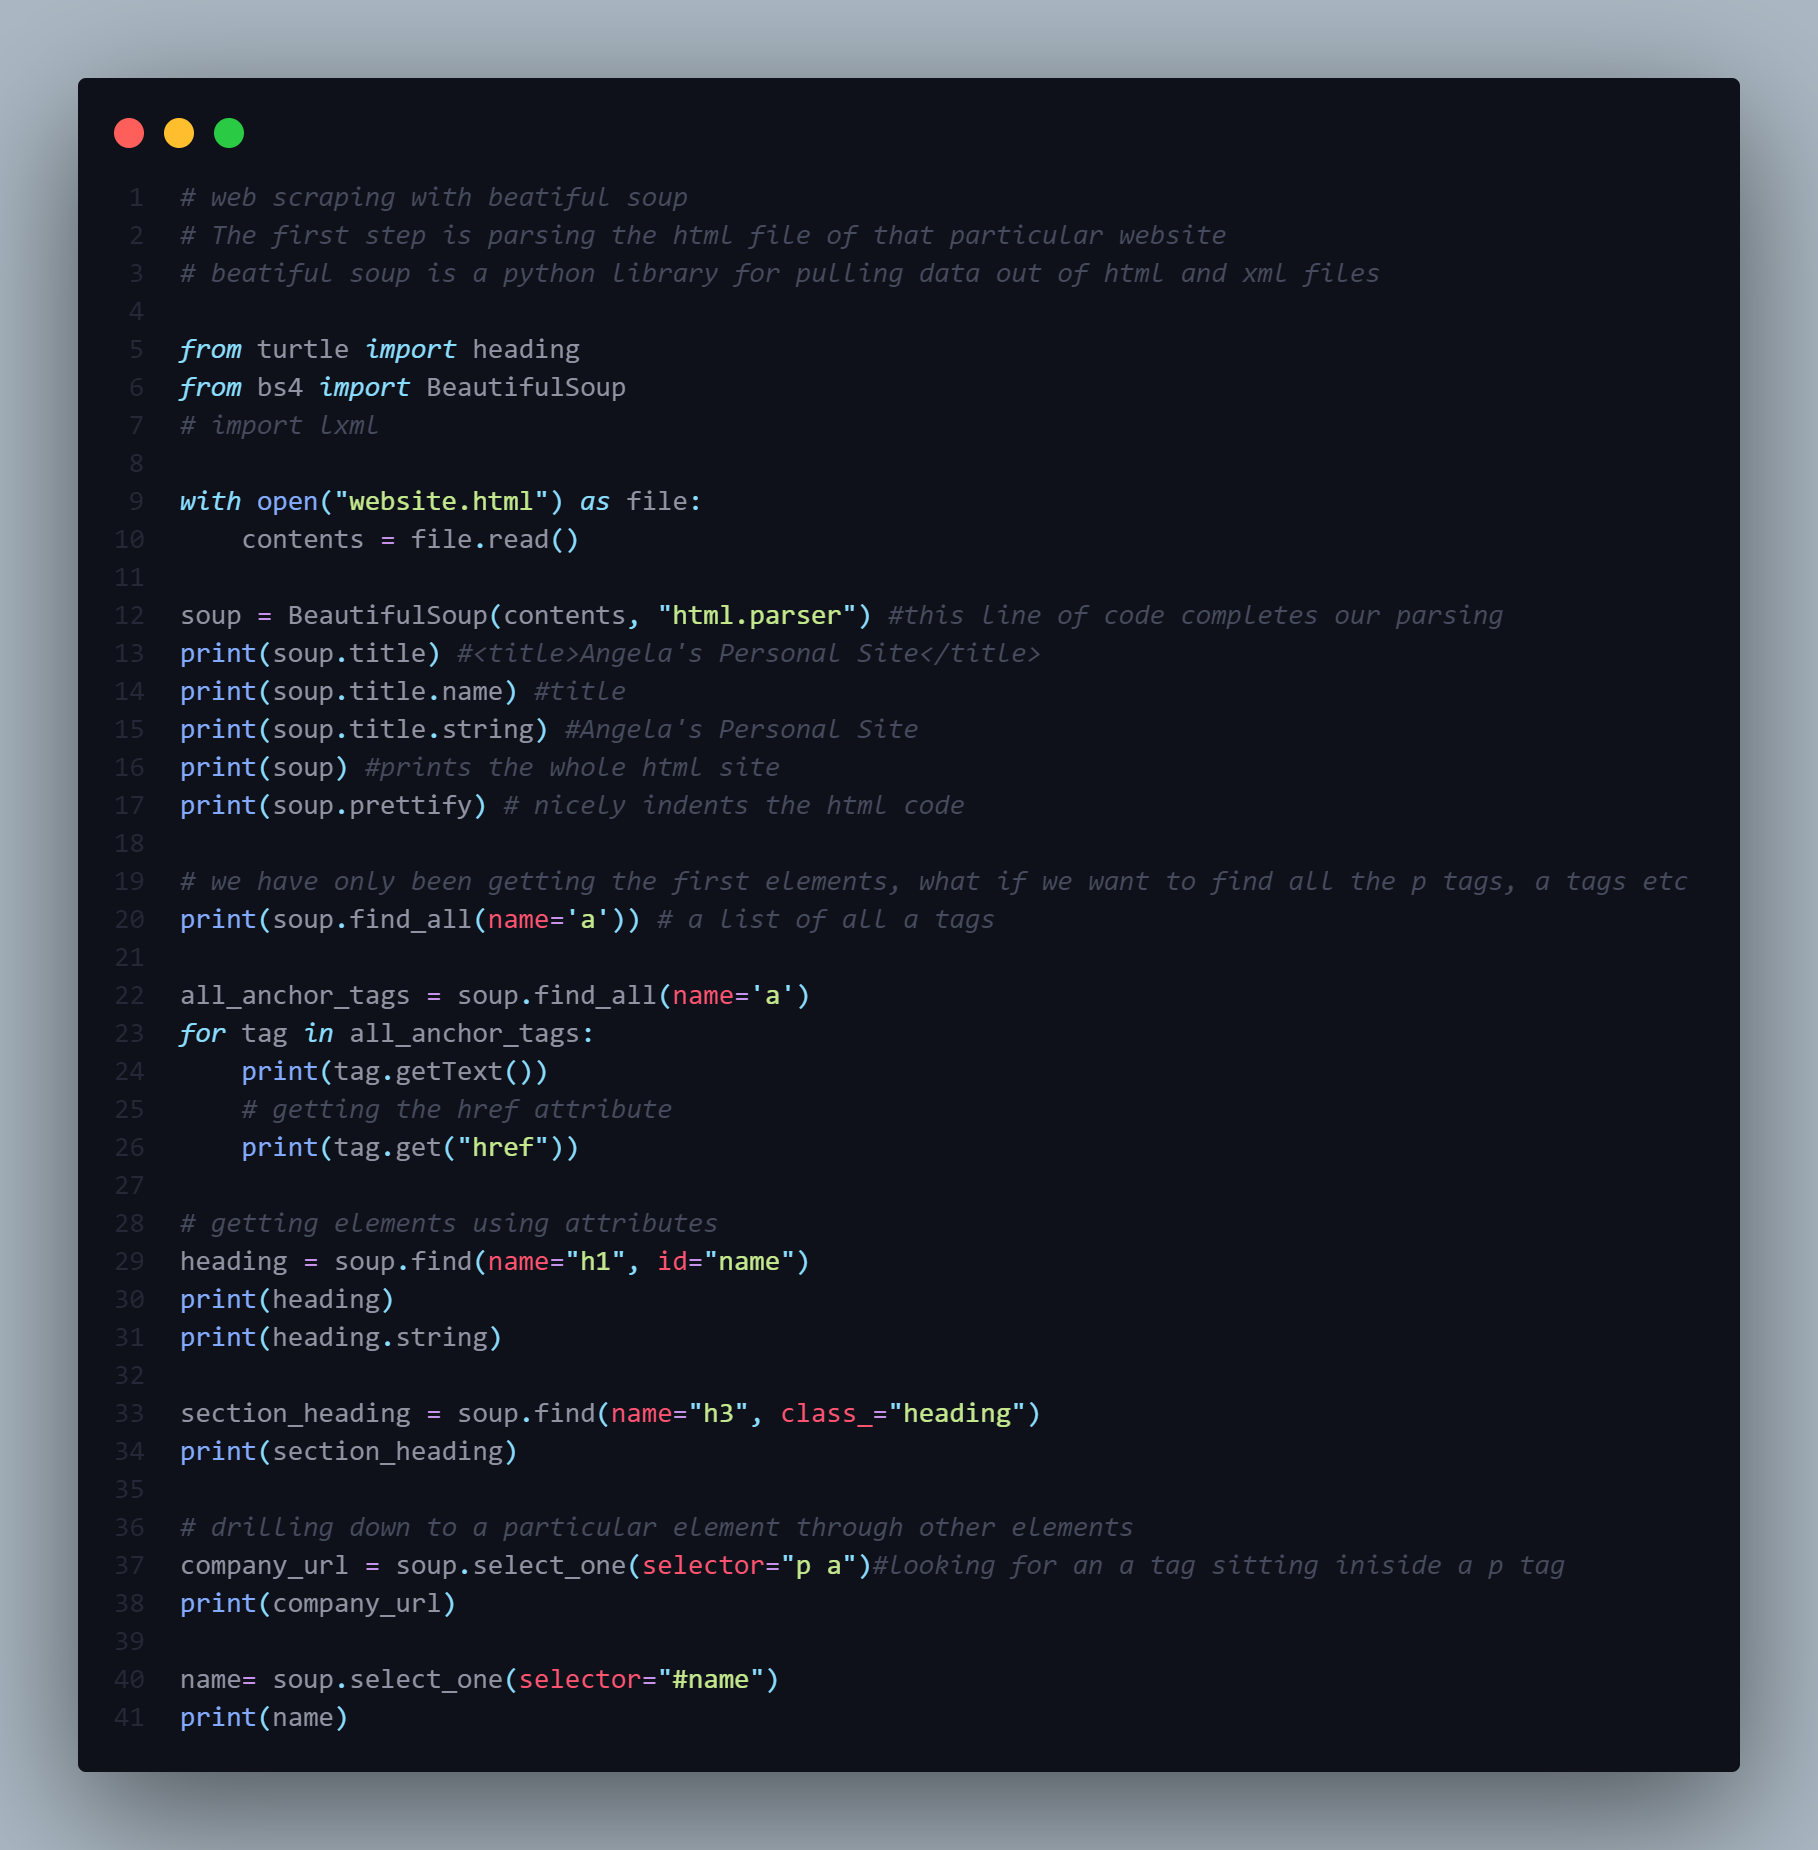 1 # web scraping with beatiful soup
2 # The first step is parsing the html file of that particular website
3 # beatiful soup is a python library for pulling data out of html and xml files
4
5 from turtle import heading
6 from bs4 import BeautifulSoup
7 # import lxml
8
9 with open("website.html") as file:
10     contents = file.read()
11
12 soup = BeautifulSoup(contents, "html.parser") #this line of code completes our parsing
13 print(soup.title) #<title>Angela's Personal Site</title>
14 print(soup.title.name) #title
15 print(soup.title.string) #Angela's Personal Site
16 print(soup) #prints the whole html site
17 print(soup.prettify) # nicely indents the html code
18
19 # we have only been getting the first elements, what if we want to find all the p tags, a tags etc
20 print(soup.find_all(name='a')) # a list of all a tags
21
22 all_anchor_tags = soup.find_all(name='a')
23 for tag in all_anchor_tags:
24     print(tag.getText())
25     # getting the href attribute
26     print(tag.get("href"))
27
28 # getting elements using attributes
29 heading = soup.find(name="h1", id="name")
30 print(heading)
31 print(heading.string)
32
33 section_heading = soup.find(name="h3", class_="heading")
34 print(section_heading)
35
36 # drilling down to a particular element through other elements
37 company_url = soup.select_one(selector="p a")#looking for an a tag sitting iniside a p tag
38 print(company_url)
39
40 name= soup.select_one(selector="#name")
41 print(name)